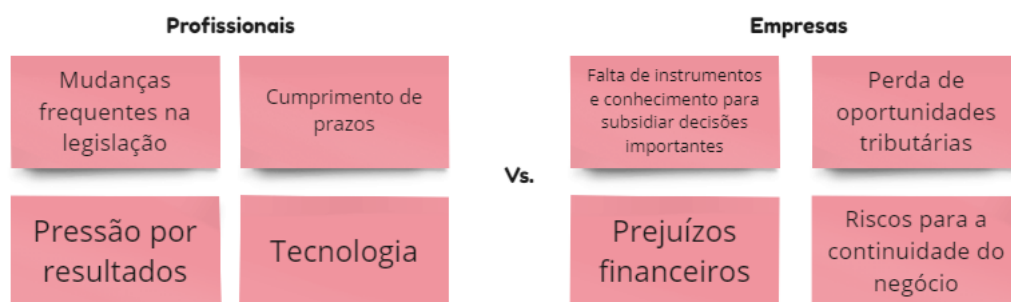 Profissionais
Mudanças
frequentes na
legislação
Cumprimento de
prazos
Pressão por
resultados
Tecnologia
Vs.
Empresas
Falta de instrumentos
e conhecimento para
subsidiar decisões
importantes
Perda de
oportunidades
tributárias
Prejuízos
financeiros
Riscos para a
continuidade do
negócio